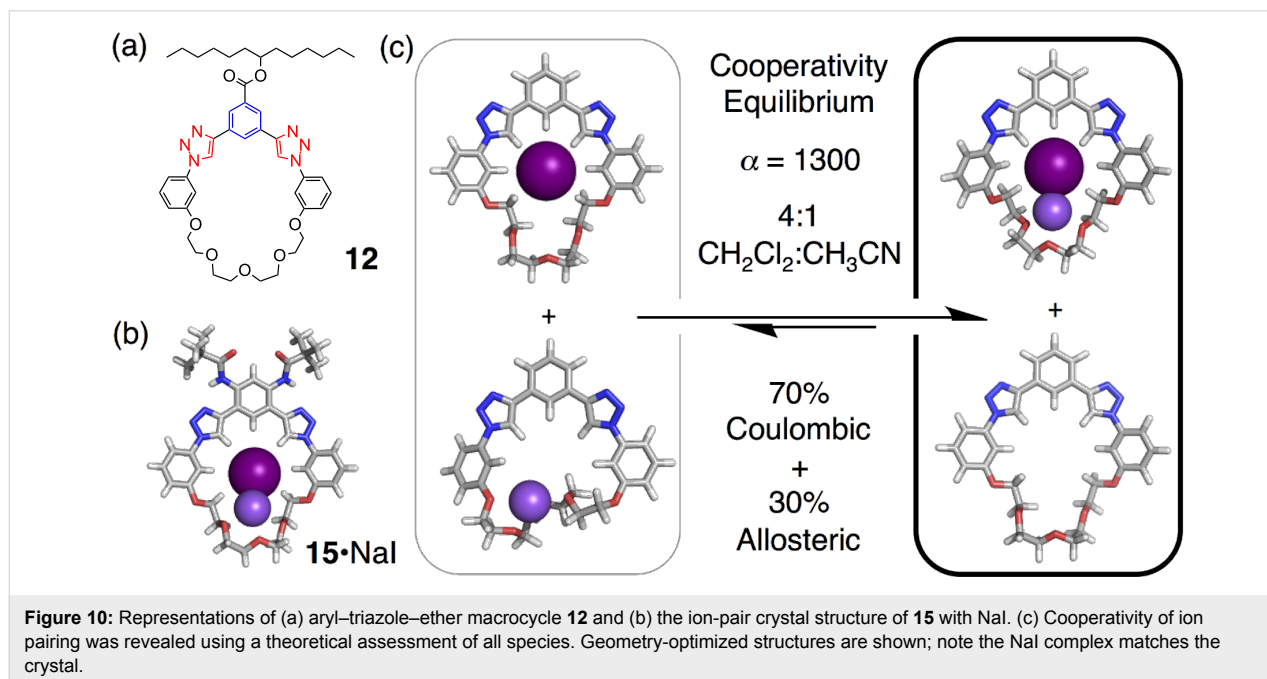 (a)
O
O
N
N
N
N
N
N
O
O
O
O
O
12
(b)
15•NaI
(c)
Cooperativity
Equilibrium
α = 1300
4:1
CH₂Cl₂:CH₃CN
+
+
70%
Coulombic
+
30%
Allosteric
Figure 10: Representations of (a) aryl–triazole–ether macrocycle 12 and (b) the ion-pair crystal structure of 15 with NaI. (c) Cooperativity of ion
pairing was revealed using a theoretical assessment of all species. Geometry-optimized structures are shown; note the NaI complex matches the
crystal.